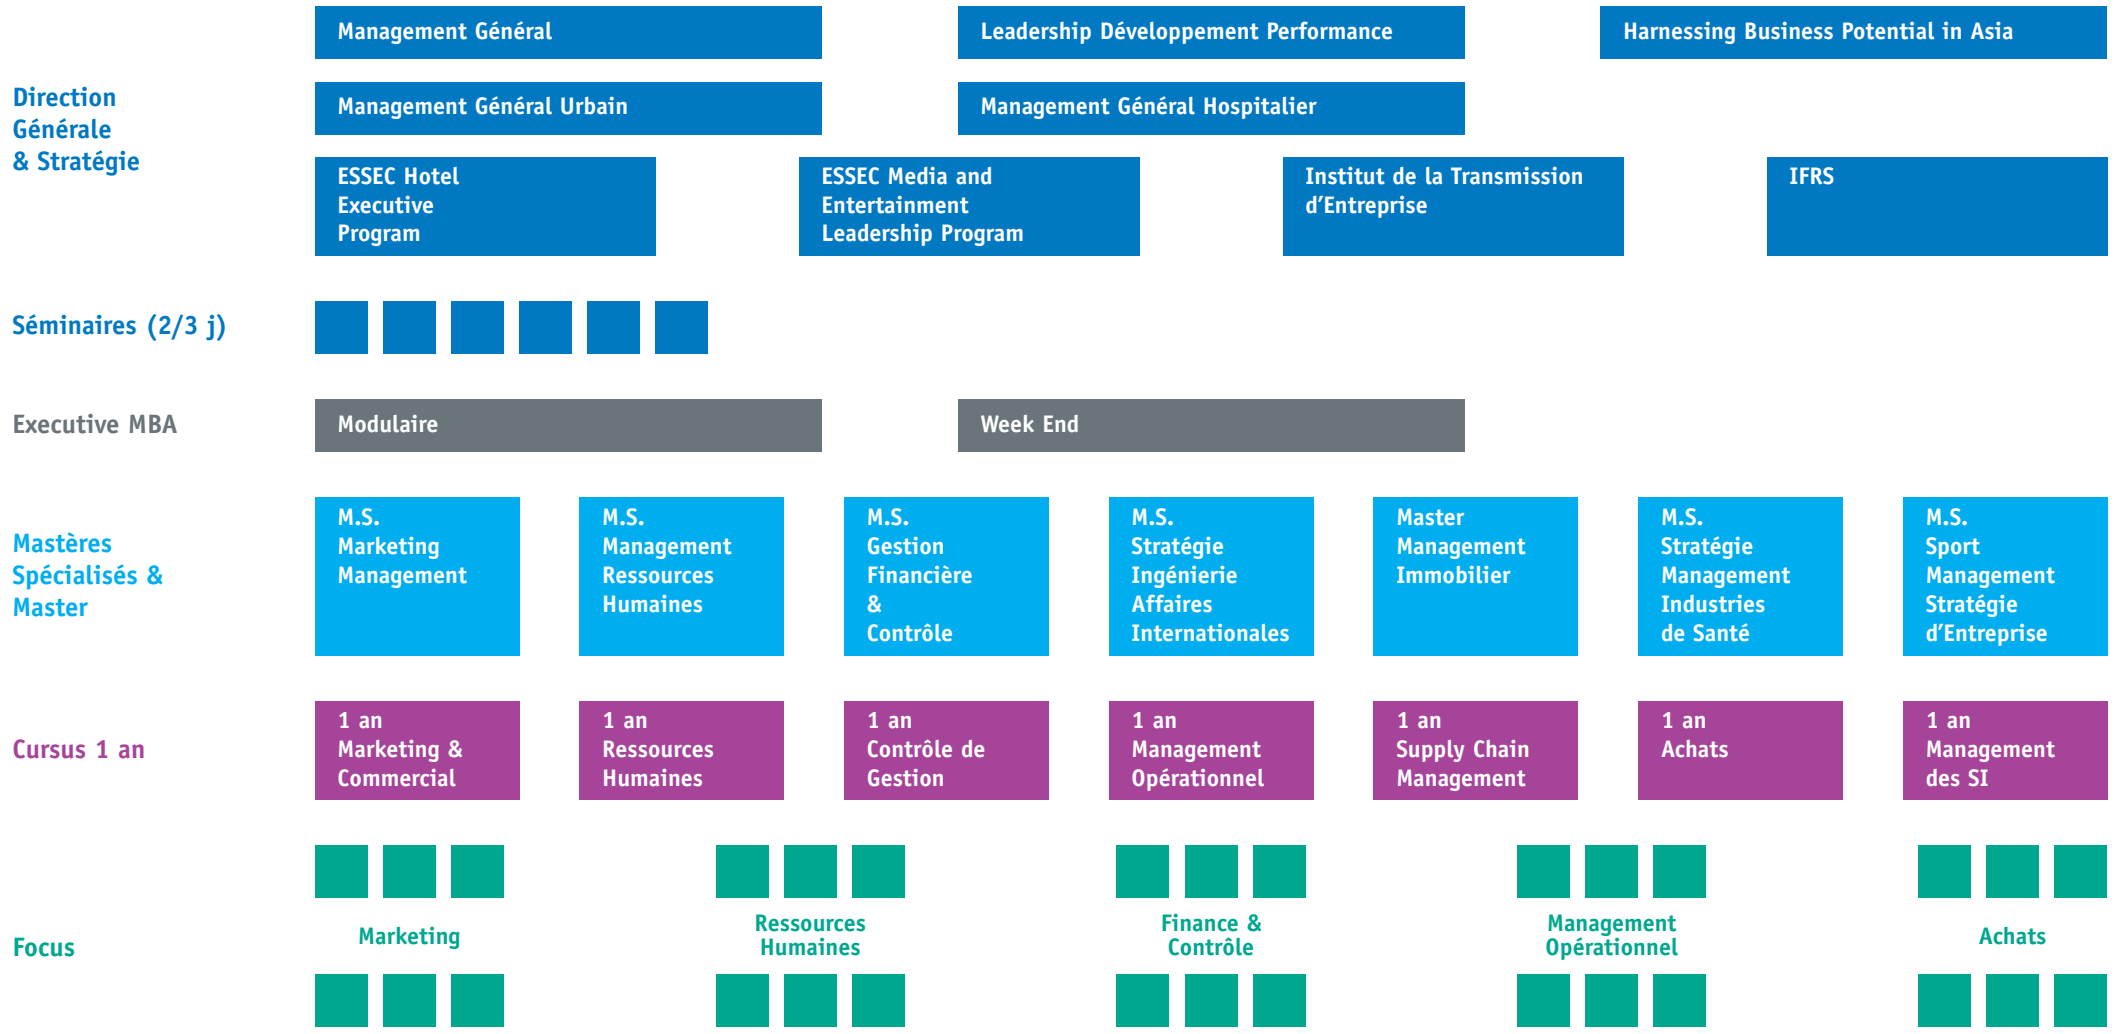 Management Général
Leadership Développement Performance
Harnessing Business Potential in Asia
Direction
Générale
& Stratégie
Management Général Urbain
Management Général Hospitalier
ESSEC Hotel
Executive
Program
ESSEC Media and
Entertainment
Leadership Program
Institut de la Transmission
d’Entreprise
IFRS
Séminaires (2/3 j)
Executive MBA
Modulaire
Week End
Mastères
Spécialisés &
Master
M.S.
Marketing
Management
M.S.
Management
Ressources
Humaines
M.S.
Gestion
Financière
&
Contrôle
M.S.
Stratégie
Ingénierie
Affaires
Internationales
Master
Management
Immobilier
M.S.
Stratégie
Management
Industries
de Santé
M.S.
Sport
Management
Stratégie
d’Entreprise
Cursus 1 an
1 an
Marketing &
Commercial
1 an
Ressources
Humaines
1 an
Contrôle de
Gestion
1 an
Management
Opérationnel
1 an
Supply Chain
Management
1 an
Achats
1 an
Management
des SI
Focus
Marketing
Ressources
Humaines
Finance &
Contrôle
Management
Opérationnel
Achats